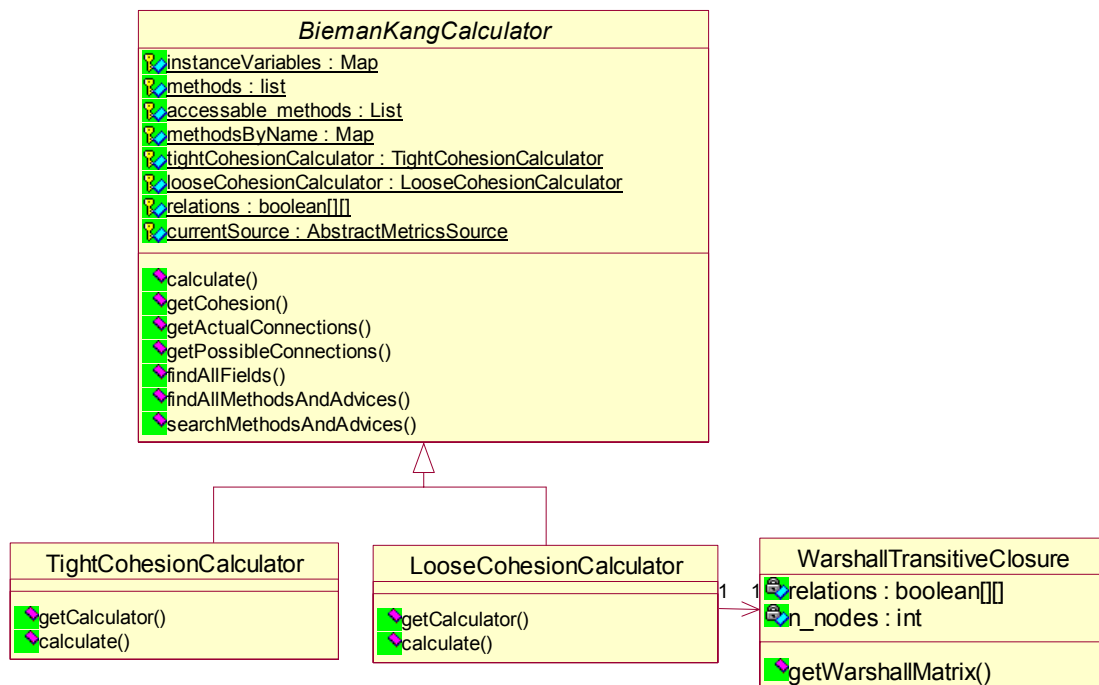 BiemanKangCalculator
instanceVariables : Map
methods : list
accessable_methods : List
methodsByName : Map
tightCohesionCalculator : TightCohesionCalculator
looseCohesionCalculator : LooseCohesionCalculator
relations : boolean[][]
currentSource : AbstractMetricsSource
calculate()
getCohesion()
getActualConnections()
getPossibleConnections()
findAllFields()
findAllMethodsAndAdvices()
searchMethodsAndAdvices()
TightCohesionCalculator
getCalculator()
calculate()
LooseCohesionCalculator
getCalculator()
calculate()
1 1
WarshallTransitiveClosure
relations : boolean[][]
n_nodes : int
getWarshallMatrix()